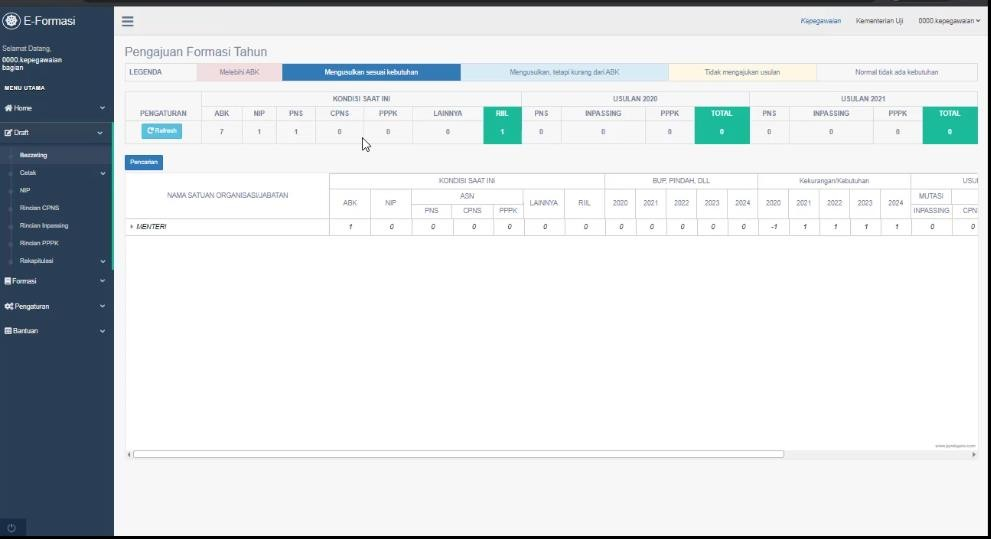 E-Formasi
Kepegawaian Kementerian Uji 0000.kepegawaian
Selamat Datang,
0000.kepegawaian
bagian
MENU UTAMA
Home
Draft
Bezzeting
Cetak
NIP
Rincian CPNS
Rincian Inpassing
Rincian PPPK
Rekapitulasi
Formasi
Pengaturan
Bantuan
Pengajuan Formasi Tahun
LEGENDA Melebihi ABK Mengusulkan sesuai kebutuhan Mengusulkan, tetapi kurang dari ABK Tidak mengajukan usulan Normal tidak ada kebutuhan
KONDISI SAAT INI USULAN 2020 USULAN 2021
PENGATURAN ABK NIP PNS CPNS PPPK LAINNYA RIIL PNS INPASSING PPPK TOTAL PNS INPASSING PPPK TOTAL
Refresh 7 1 1 0 0 0 1 0 0 0 0 0 0 0 0
Pencarian
KONDISI SAAT INI BUP, PINDAH, DLL Kekurangan/Kebutuhan USUL
NAMA SATUAN ORGANISASI/JABATAN ABK NIP ASN LAINNYA RIIL 2020 2021 2022 2023 2024 2020 2021 2022 2023 2024 MUTASI
PNS CPNS PPPK INPASSING CPN
MENTERI 1 0 0 0 0 0 0 0 0 0 0 0 -1 1 1 1 1 0 0